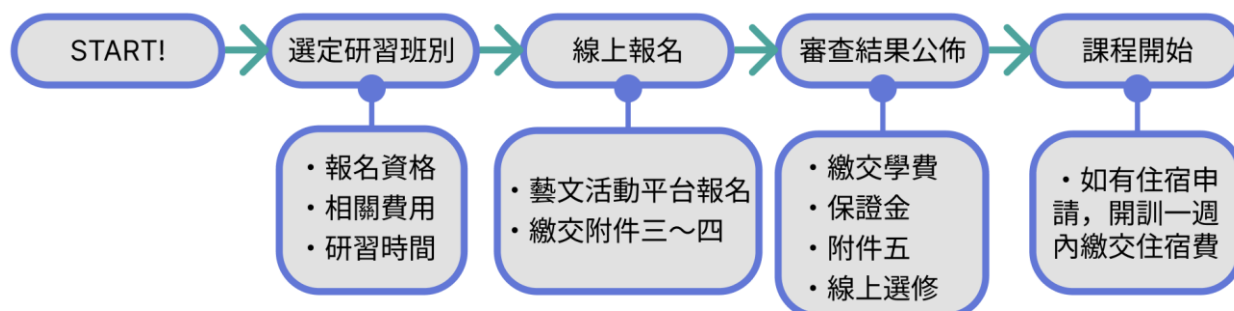 START!
選定研習班別
線上報名
審查結果公佈
課程開始
・報名資格
・相關費用
・研習時間
・藝文活動平台報名
・繳交附件三～四
・繳交學費
・保證金
・附件五
・線上選修
・如有住宿申
請，開訓一週
內繳交住宿費